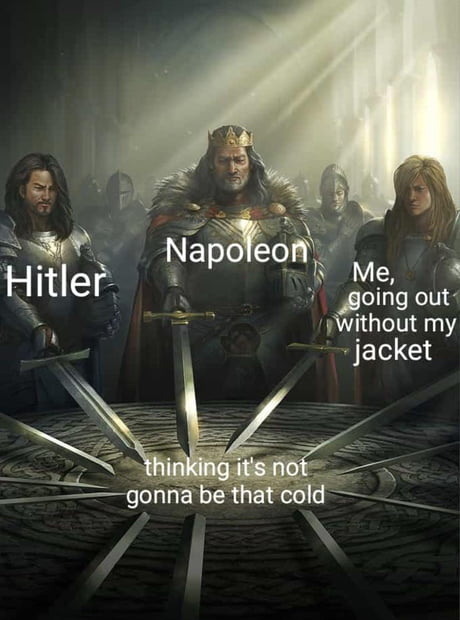 Napoleon
Hitler
Me,
going out
without my
jacket
thinking it's not
gonna be that cold